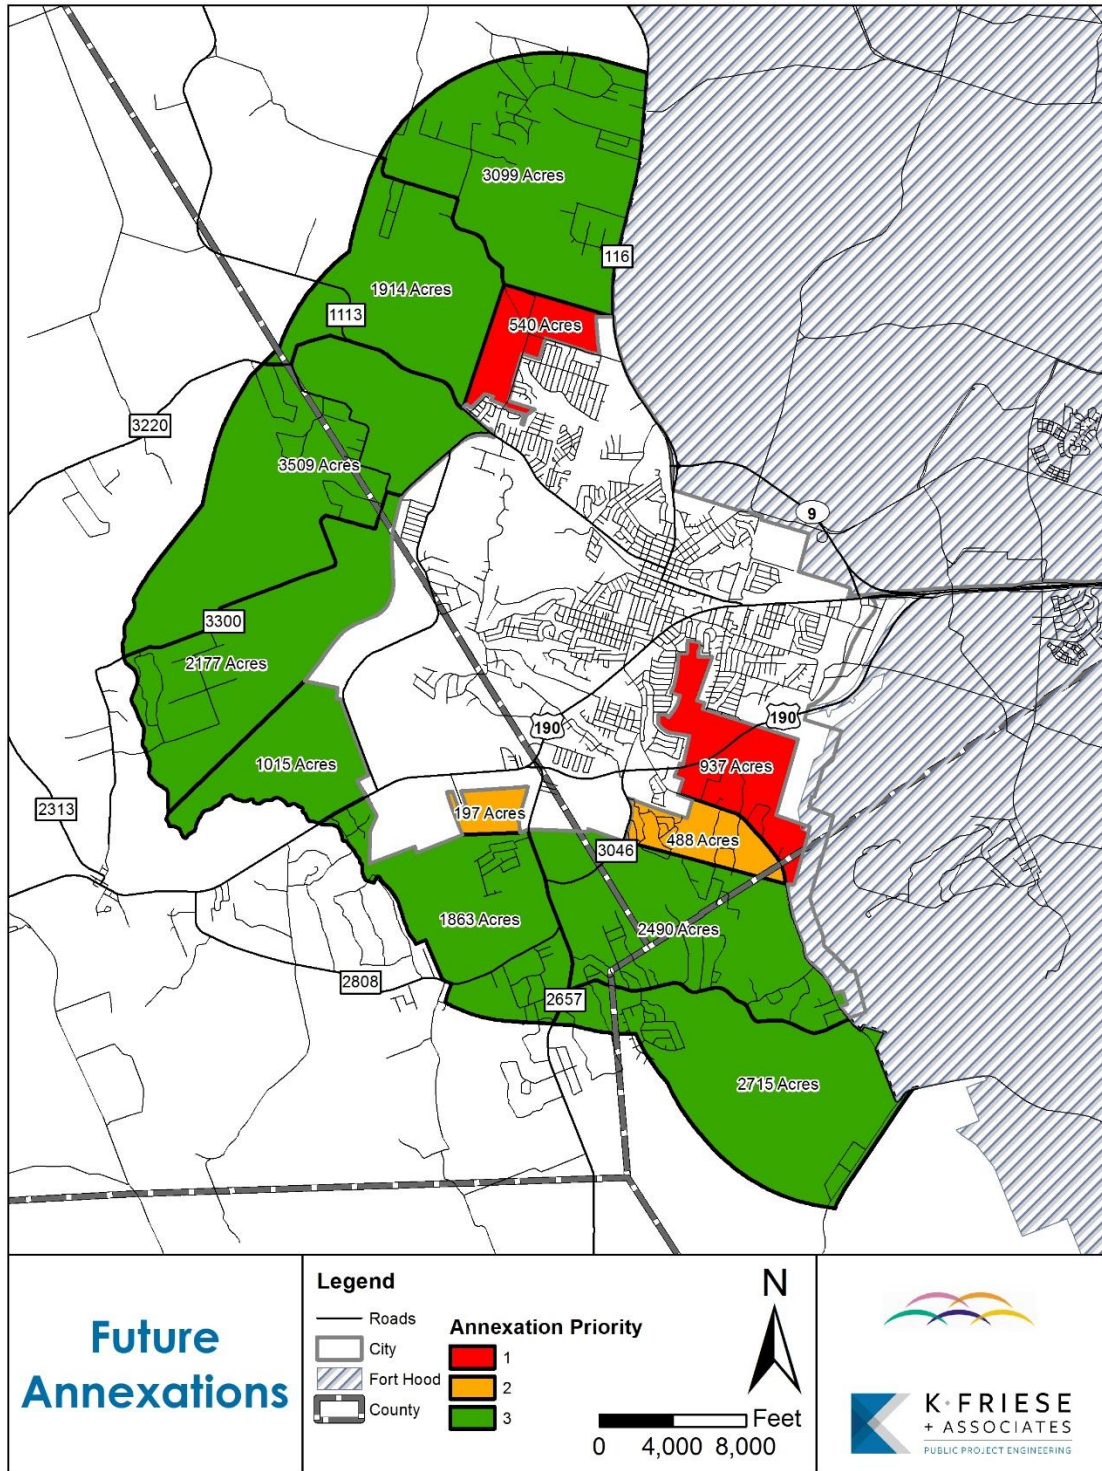 3099 Acres
116
1914 Acres
1113
540 Acres
3220
3509 Acres
9
3300
2177 Acres
190
190
1015 Acres
937 Acres
2313
197 Acres
488 Acres
3046
1863 Acres
2490 Acres
2808
2657
2715 Acres
Future
Annexations
Legend
Roads
City
Fort Hood
County
Annexation Priority
1
2
3
N
Feet
0 4,000 8,000
K·FRIESE
+ ASSOCIATES
PUBLIC PROJECT ENGINEERING